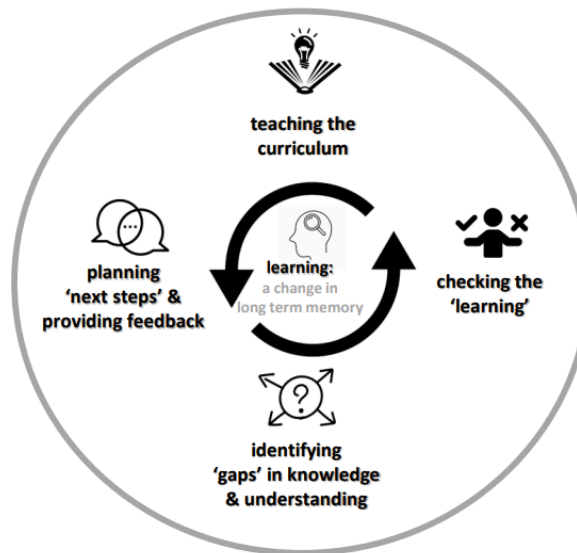 teaching the
curriculum
planning
‘next steps’ &
providing feedback
learning:
a change in
long term memory
checking the
‘learning’
?
identifying
‘gaps’ in knowledge
& understanding